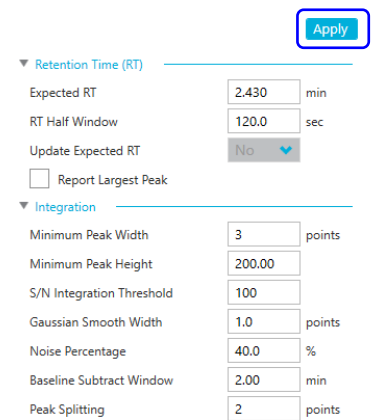 Apply
Retention Time (RT)
Expected RT 2.430 min
RT Half Window 120.0 sec
Update Expected RT No
Report Largest Peak
Integration
Minimum Peak Width 3 points
Minimum Peak Height 200.00
S/N Integration Threshold 100
Gaussian Smooth Width 1.0 points
Noise Percentage 40.0 %
Baseline Subtract Window 2.00 min
Peak Splitting 2 points